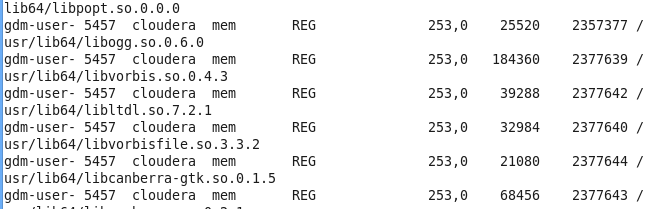 lib64/libpopt.so.0.0.0
gdm-user- 5457 cloudera mem REG 253,0 25520 2357377 /
usr/lib64/libogg.so.0.6.0
gdm-user- 5457 cloudera mem REG 253,0 184360 2377639 /
usr/lib64/libvorbis.so.0.4.3
gdm-user- 5457 cloudera mem REG 253,0 39288 2377642 /
usr/lib64/libltdl.so.7.2.1
gdm-user- 5457 cloudera mem REG 253,0 32984 2377640 /
usr/lib64/libvorbisfile.so.3.3.2
gdm-user- 5457 cloudera mem REG 253,0 21080 2377644 /
usr/lib64/libcanberra-gtk.so.0.1.5
gdm-user- 5457 cloudera mem REG 253,0 68456 2377643 /